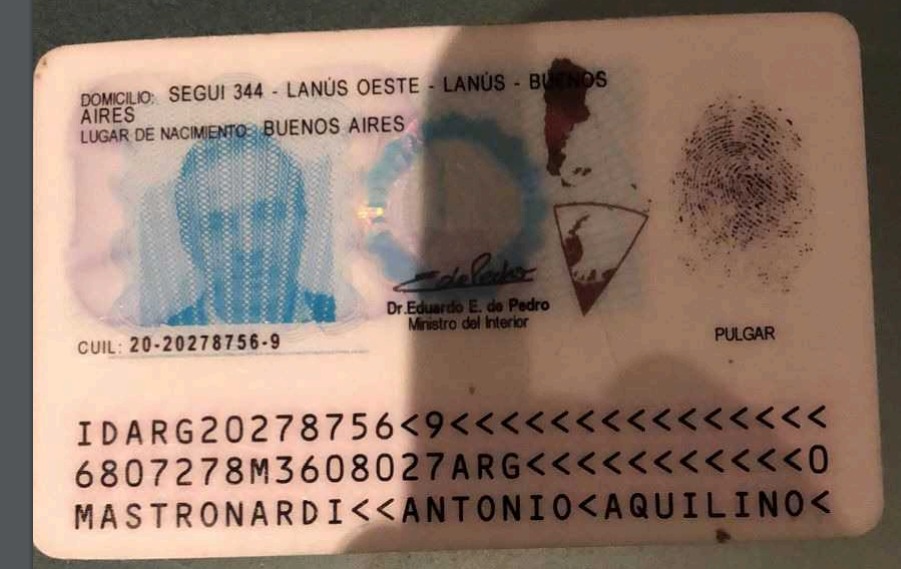 DOMICILIO: SEGUI 344 - LANÚS OESTE - LANÚS - BUENOS
AIRES
LUGAR DE NACIMIENTO: BUENOS AIRES
Dr.Eduardo E. de Pedro
Ministro del Interior
CUIL: 20-20278756-9
PULGAR
IDARG20278756<9<<<<<<<<<<<<<<<
6807278M3608027ARG<<<<<<<<<<<0
MASTRONARDI<<ANTONIO<AQUILINO<